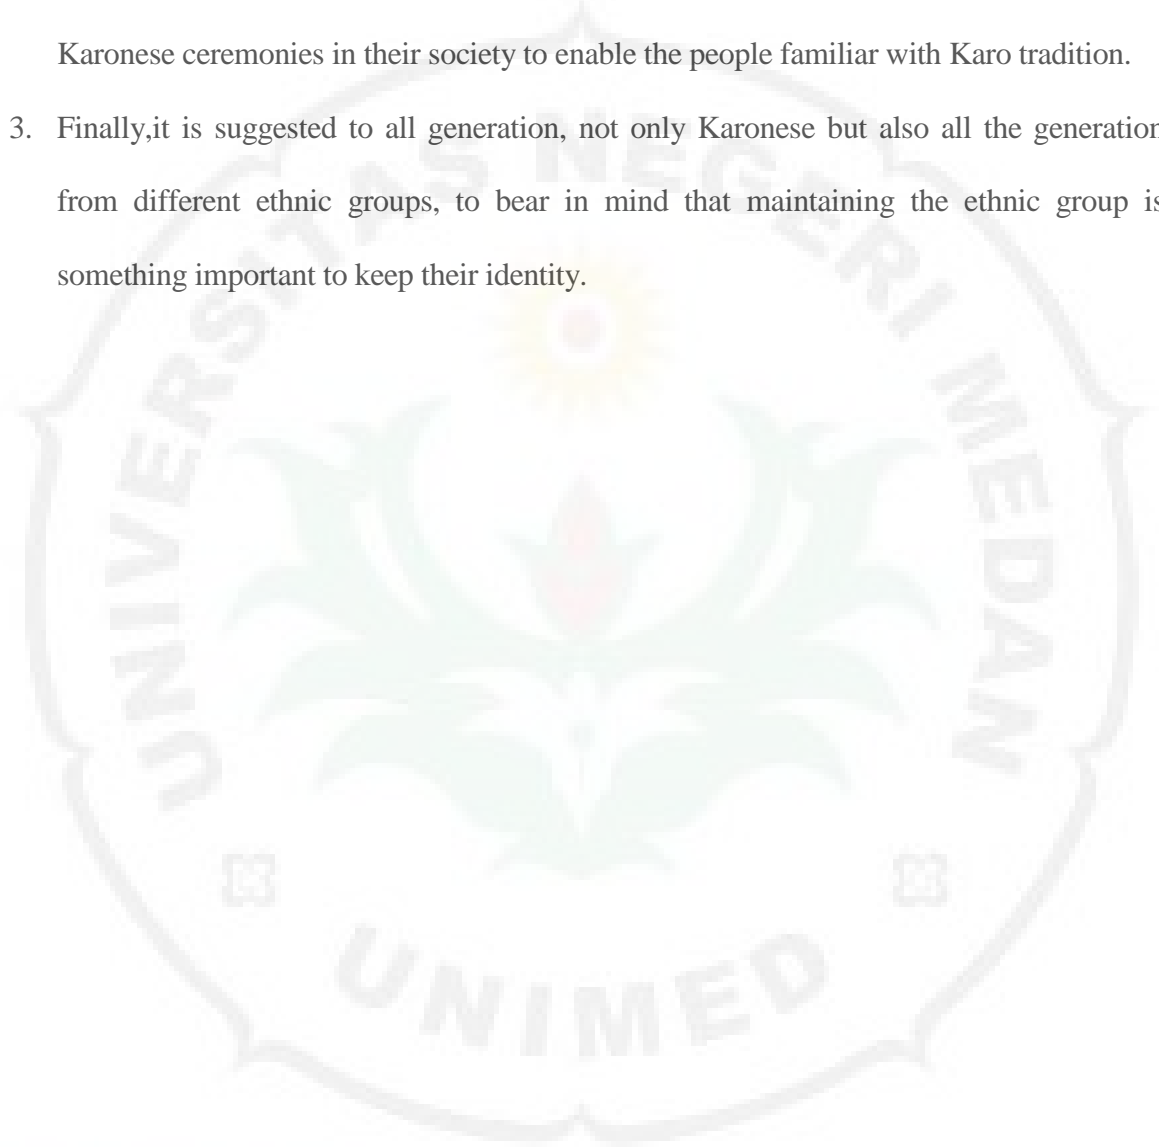 Karonese ceremonies in their society to enable the people familiar with Karo tradition.
3. Finally,it is suggested to all generation, not only Karonese but also all the generation
from different ethnic groups, to bear in mind that maintaining the ethnic group is
something important to keep their identity.
UNIVERSITAS NEGERI MEDAN
UNIMED